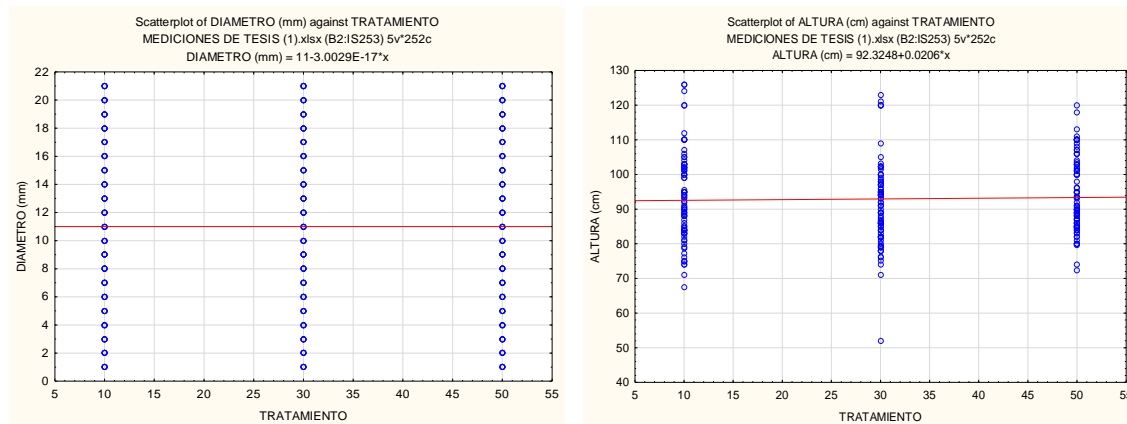 Scatterplot of DIAMETRO (mm) against TRATAMIENTO
MEDICIONES DE TESIS (1).xlsx (B2:IS253) 5v*252c
DIAMETRO (mm) = 11-3.0029E-17*x
22
20
18
16
14
12
10
8
6
4
2
0
DIAMETRO (mm)
5 10 15 20 25 30 35 40 45 50 55
TRATAMIENTO
Scatterplot of ALTURA (cm) against TRATAMIENTO
MEDICIONES DE TESIS (1).xlsx (B2:IS253) 5v*252c
ALTURA (cm) = 92.3248+0.0206*x
130
120
110
100
90
80
70
60
50
40
ALTURA (cm)
5 10 15 20 25 30 35 40 45 50 55
TRATAMIENTO